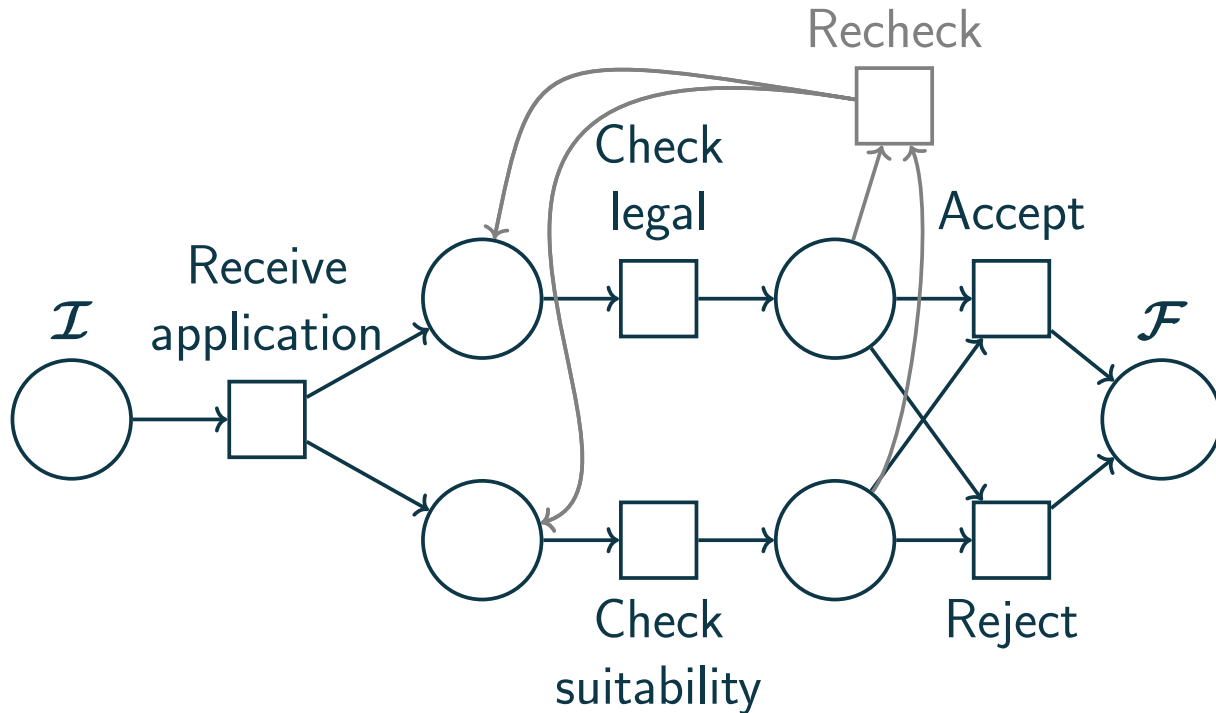 Recheck
Check
legal
Accept
Receive
application
𝓘
𝓕
Check
suitability
Reject